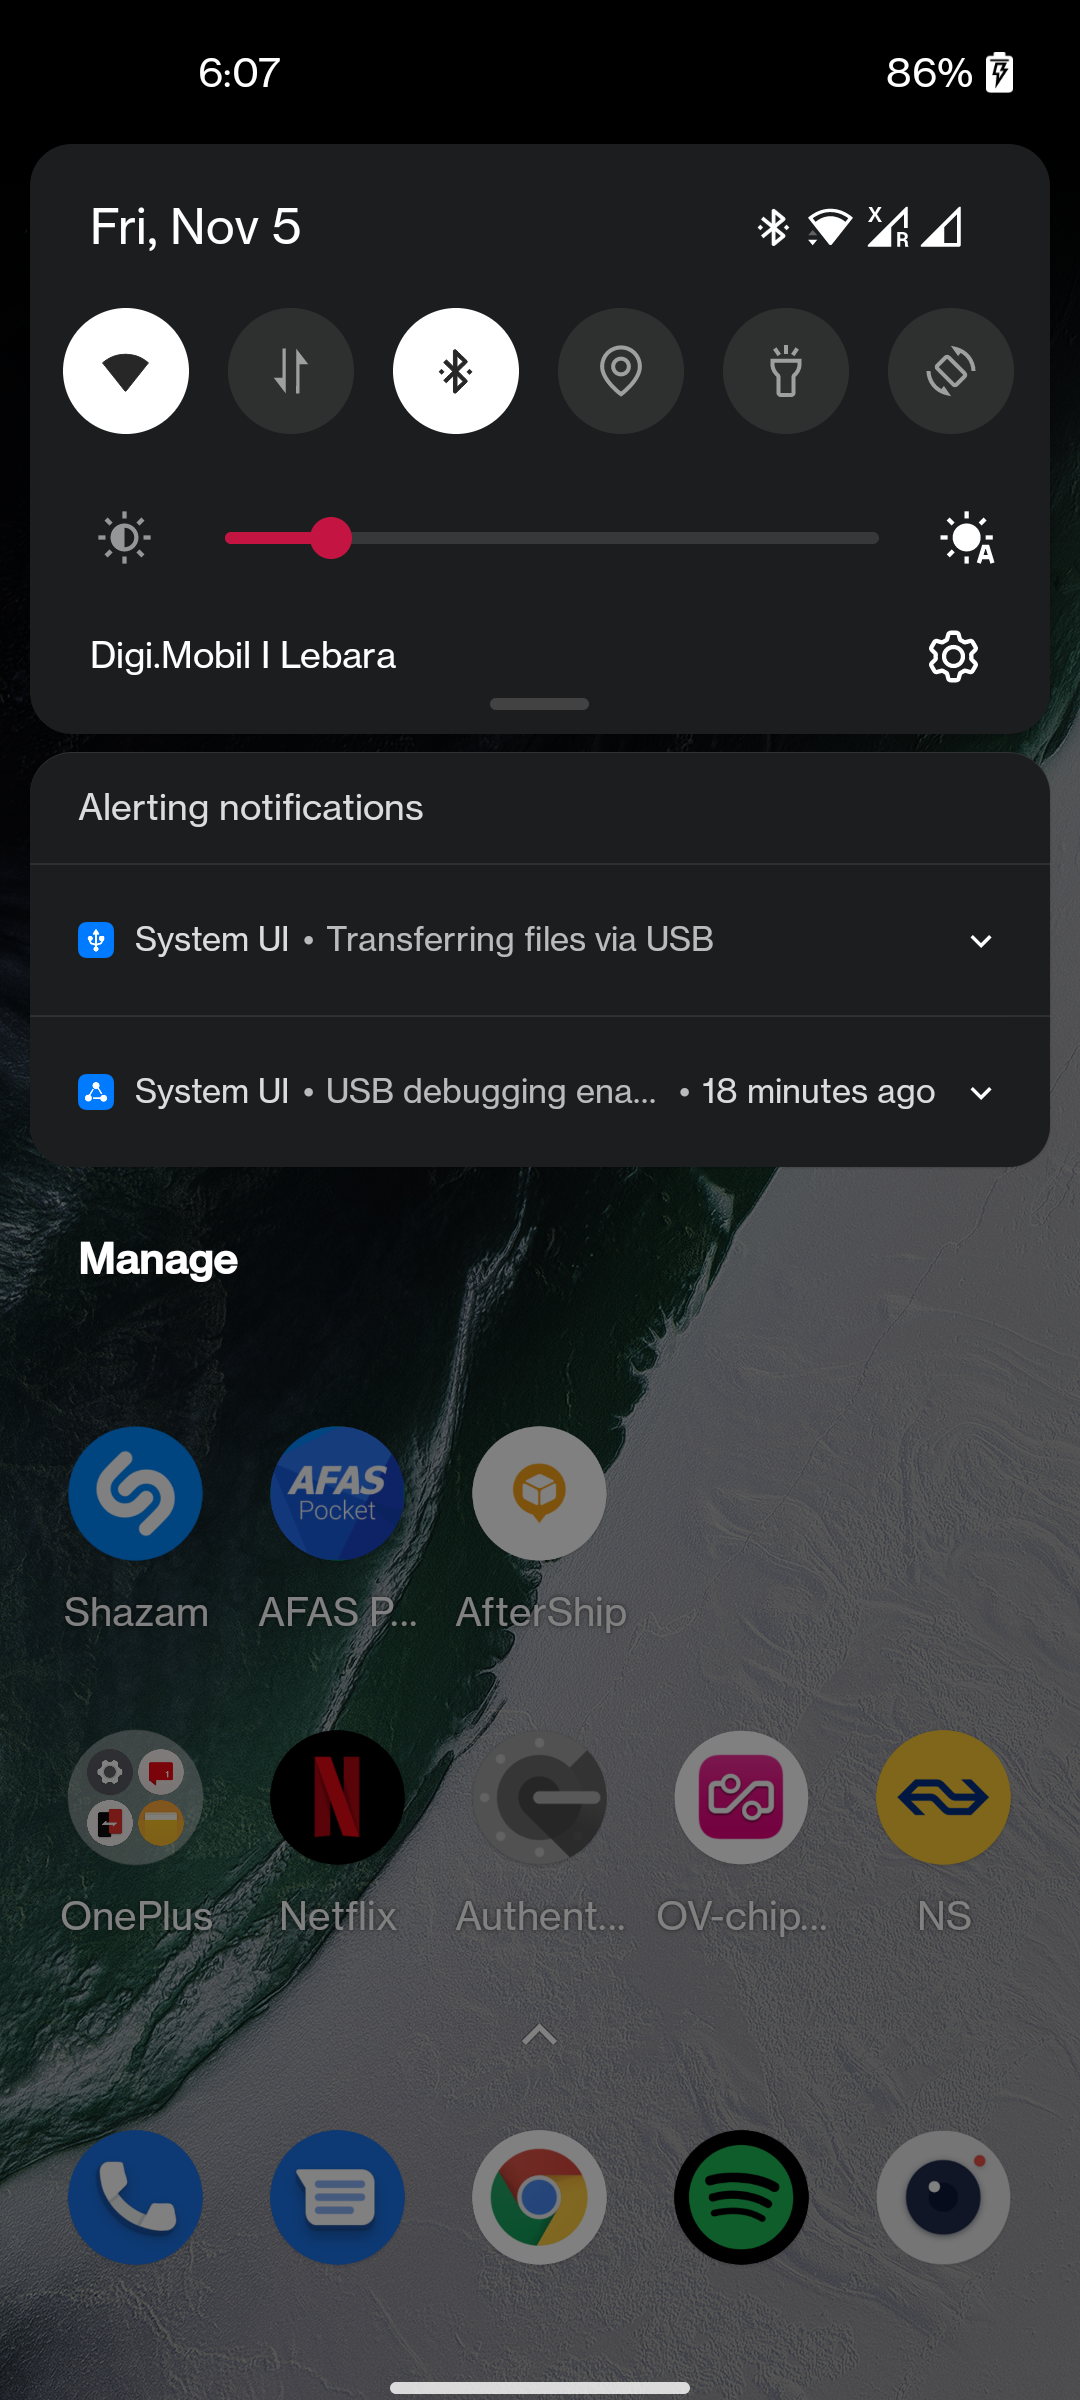 6:07
86%
Fri, Nov 5
X
R
A
Digi.Mobil I Lebara
Alerting notifications
System UI • Transferring files via USB
System UI • USB debugging ena... • 18 minutes ago
Manage
AFAS
Pocket
Shazam
AFAS P...
AfterShip
1
N
OnePlus
Netflix
Authent...
OV-chip...
NS